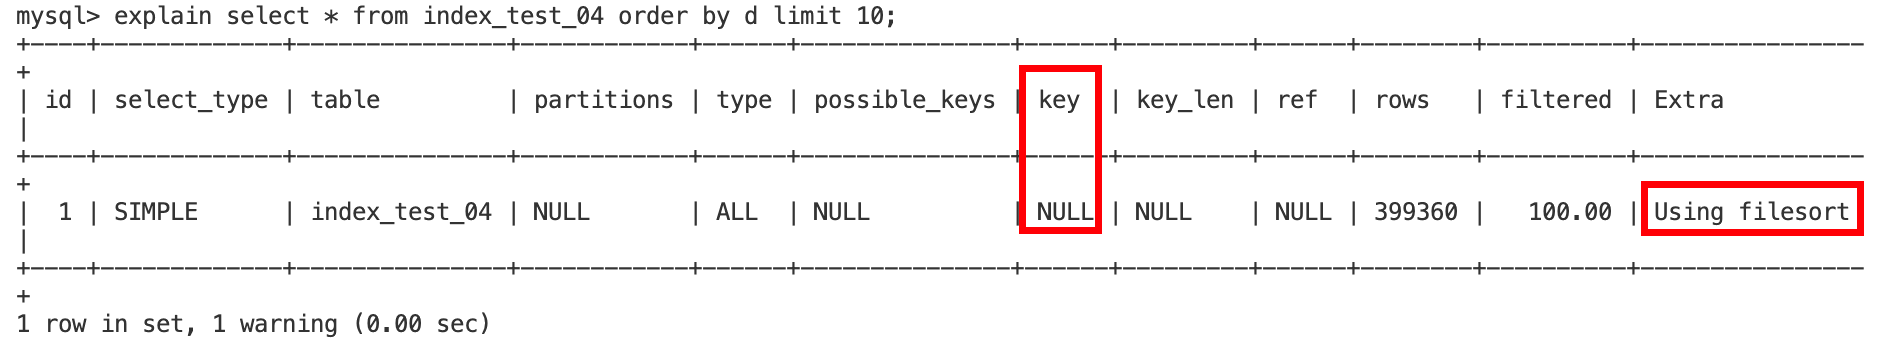 mysql> explain select * from index_test_04 order by d limit 10;
+----+-------------+---------------+------------+------+---------------+------+---------+------+--------+----------+----------------
+
| id | select_type | table         | partitions | type | possible_keys | key  | key_len | ref  | rows   | filtered | Extra
|
+----+-------------+---------------+------------+------+---------------+------+---------+------+--------+----------+----------------
+
|  1 | SIMPLE      | index_test_04 | NULL       | ALL  | NULL          | NULL | NULL    | NULL | 399360 |   100.00 | Using filesort
|
+----+-------------+---------------+------------+------+---------------+------+---------+------+--------+----------+----------------
+
1 row in set, 1 warning (0.00 sec)